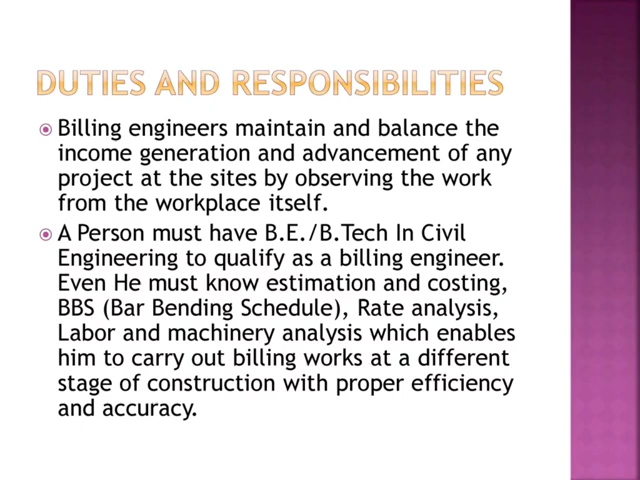 DUTIES AND RESPONSIBILITIES
Billing engineers maintain and balance the
income generation and advancement of any
project at the sites by observing the work
from the workplace itself.
A Person must have B.E./B.Tech In Civil
Engineering to qualify as a billing engineer.
Even He must know estimation and costing,
BBS (Bar Bending Schedule), Rate analysis,
Labor and machinery analysis which enables
him to carry out billing works at a different
stage of construction with proper efficiency
and accuracy.